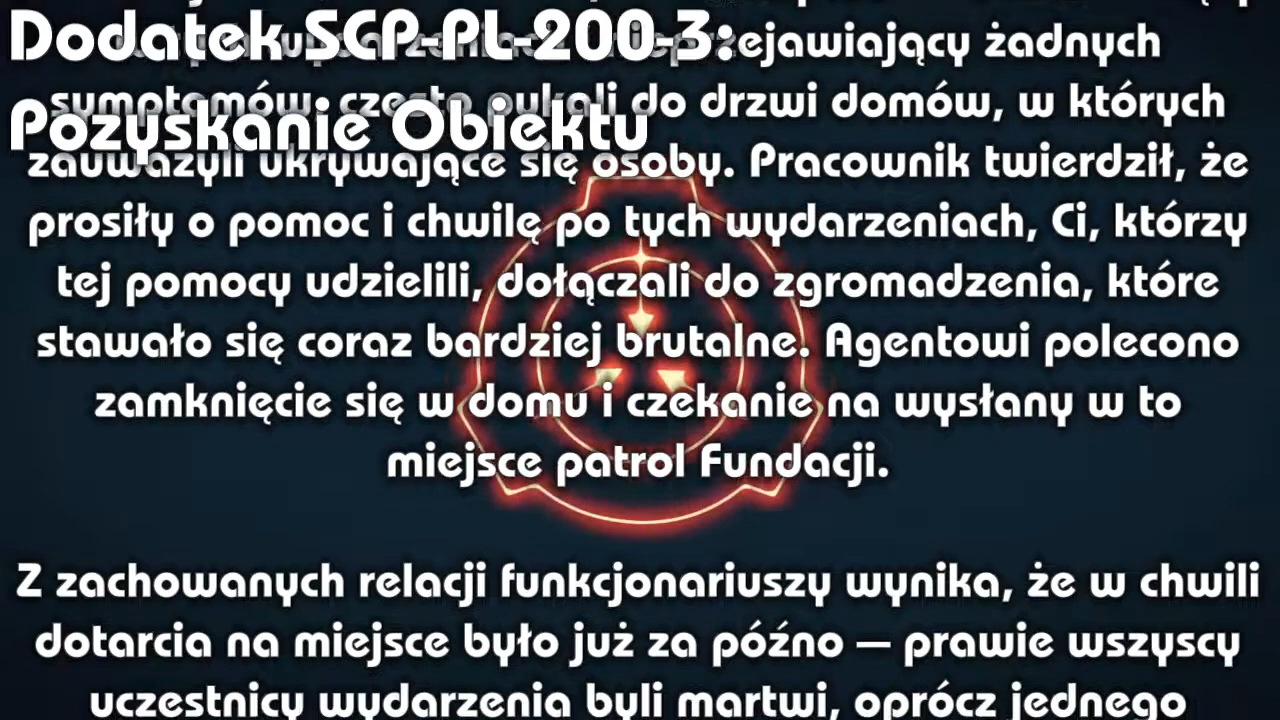 Dodatek SCP-PL-200-3:
Pozyskanie Obiektu
żadnych
symptomów, często pukali do drzwi domów, w których
zauważyli ukrywające się osoby. Pracownik twierdził, że
prosiły o pomoc i chwilę po tych wydarzeniach, Ci, którzy
tej pomocy udzielili, dołączali do zgromadzenia, które
stawało się coraz bardziej brutalne. Agentowi polecono
zamknięcie się w domu i czekanie na wysłany w to
miejsce patrol Fundacji.
Z zachowanych relacji funkcjonariuszy wynika, że w chwili
dotarcia na miejsce było już za późno — prawie wszyscy
uczestnicy wydarzenia byli martwi, oprócz jednego